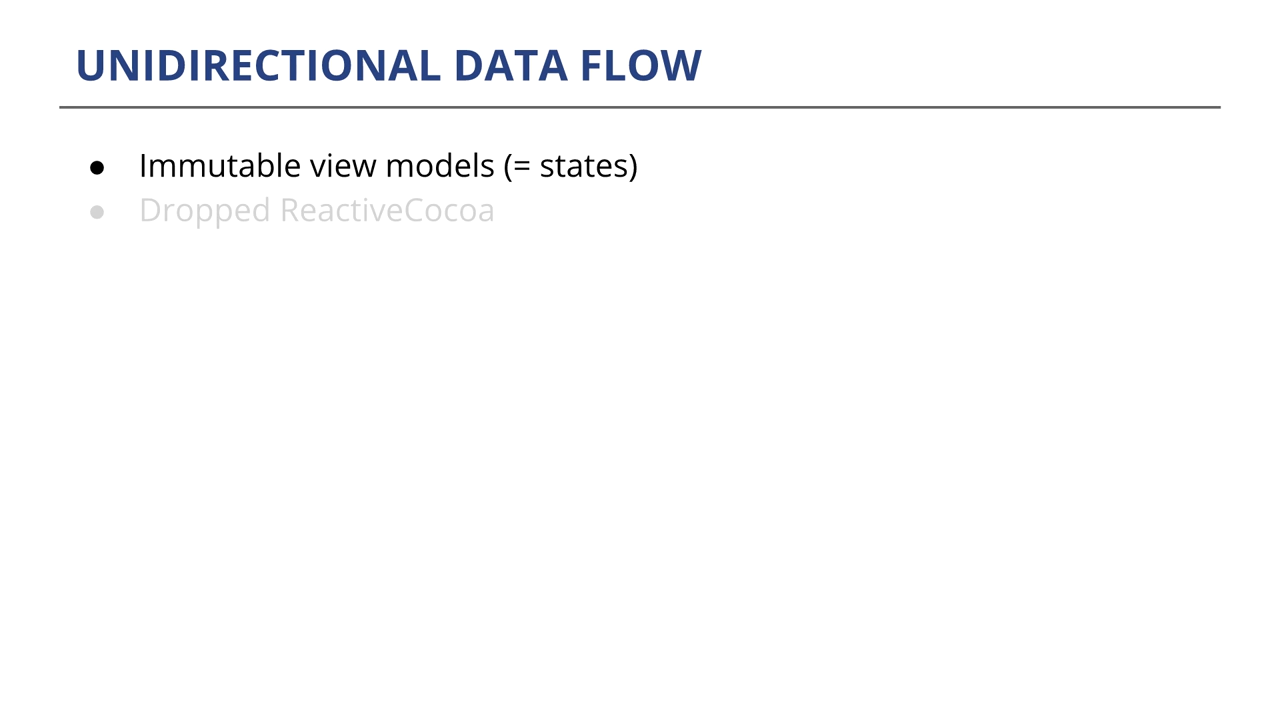 UNIDIRECTIONAL DATA FLOW
● Immutable view models (= states)
● Dropped ReactiveCocoa